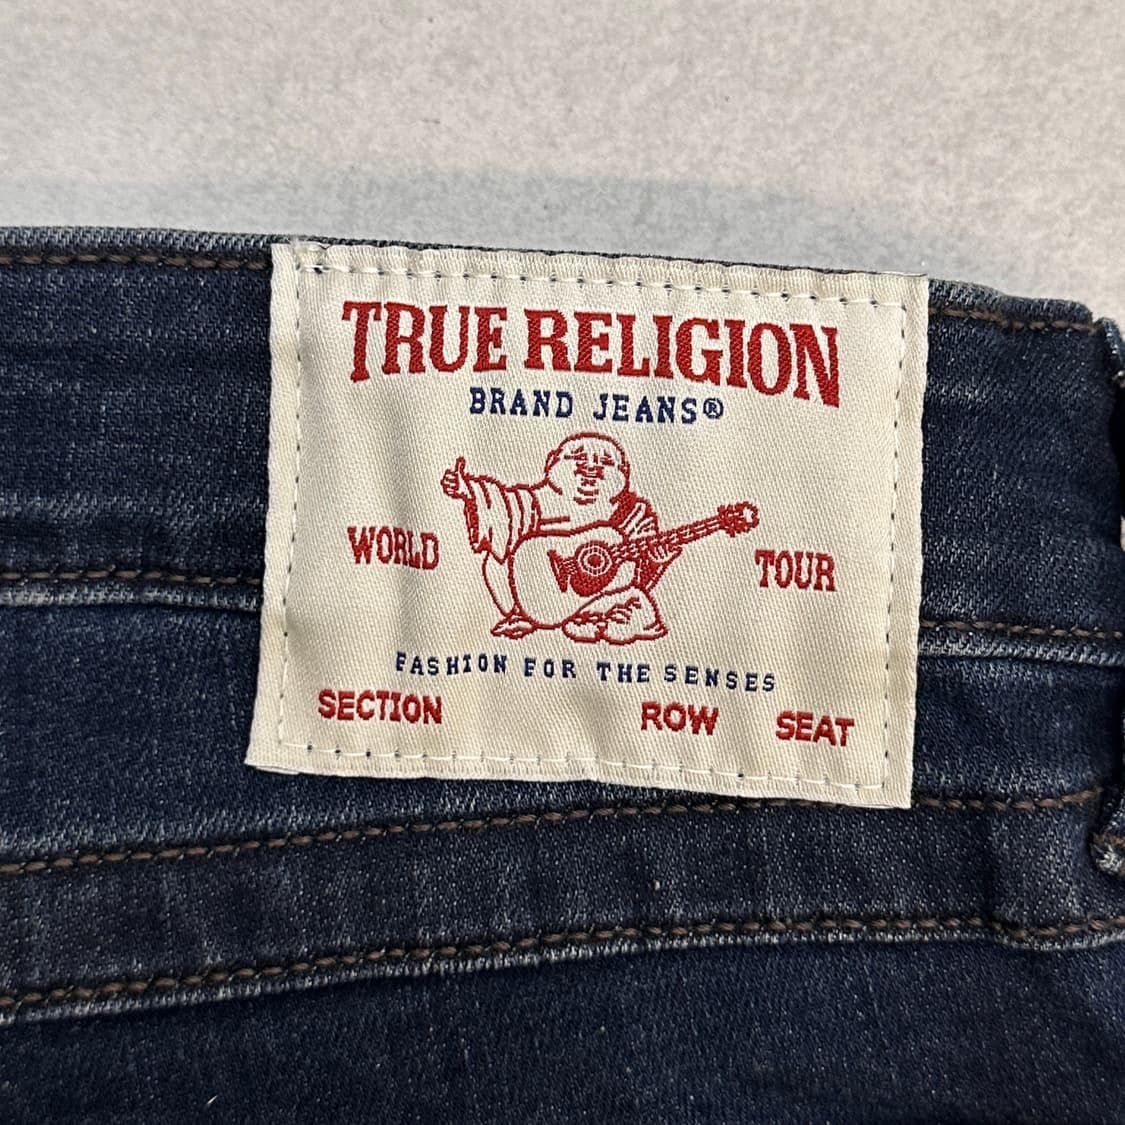 TRUE RELIGION
BRAND JEANS®
WORLD TOUR
FASHION FOR THE SENSES
SECTION ROW SEAT